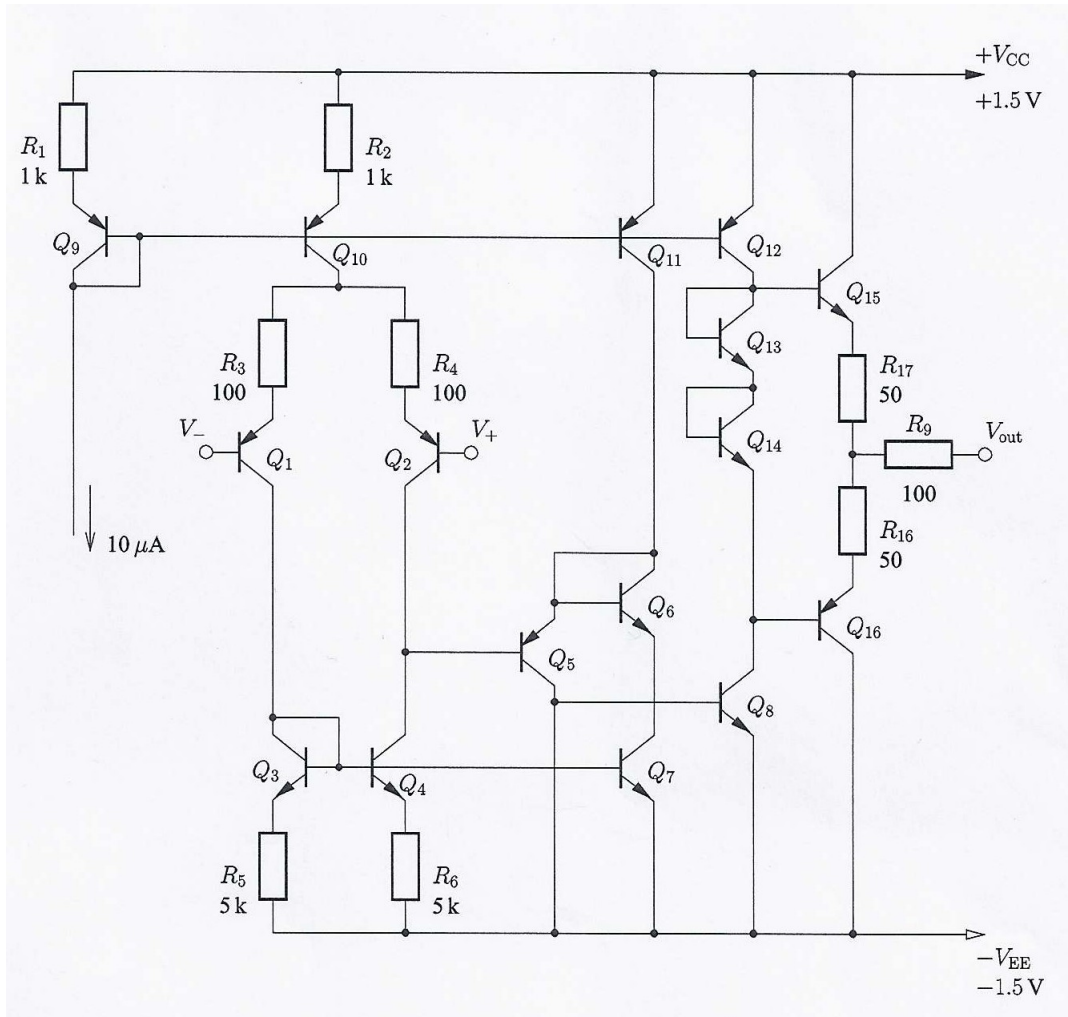 +V_CC
+1.5 V
R_1
1 k
R_2
1 k
Q_9
Q_10
Q_11
Q_12
Q_15
Q_13
R_3
100
R_4
100
R_17
50
V_−
Q_1
Q_2
V_+
Q_14
R_9
V_out
100
10 μA
R_16
50
Q_6
Q_5
Q_16
Q_8
Q_3
Q_4
Q_7
R_5
5 k
R_6
5 k
−V_EE
−1.5 V